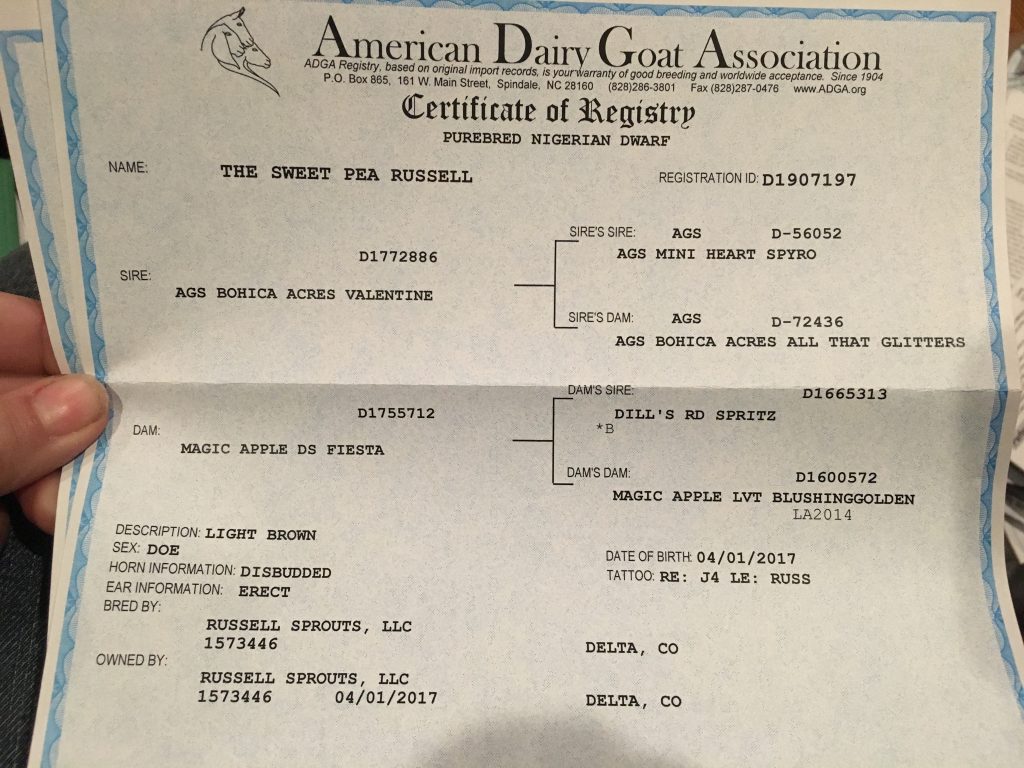 American Dairy Goat Association
ADGA Registry, based on original import records, is your warranty of good breeding and worldwide acceptance. Since 1904
P.O. Box 865, 161 W. Main Street, Spindale, NC 28160 (828)286-3801 Fax (828)287-0476 www.ADGA.org
Certificate of Registry
PUREBRED NIGERIAN DWARF
NAME: THE SWEET PEA RUSSELL REGISTRATION ID: D1907197
SIRE'S SIRE: AGS D-56052
AGS MINI HEART SPYRO
D1772886
SIRE:
AGS BOHICA ACRES VALENTINE
SIRE'S DAM: AGS D-72436
AGS BOHICA ACRES ALL THAT GLITTERS
DAM'S SIRE: D1665313
DILL'S RD SPRITZ
*B
D1755712
DAM:
MAGIC APPLE DS FIESTA
DAM'S DAM: D1600572
MAGIC APPLE LVT BLUSHINGGOLDEN
LA2014
DESCRIPTION: LIGHT BROWN
SEX: DOE DATE OF BIRTH: 04/01/2017
HORN INFORMATION: DISBUDDED TATTOO: RE: J4 LE: RUSS
EAR INFORMATION: ERECT
BRED BY:
RUSSELL SPROUTS, LLC
1573446 DELTA, CO
OWNED BY:
RUSSELL SPROUTS, LLC
1573446 04/01/2017 DELTA, CO